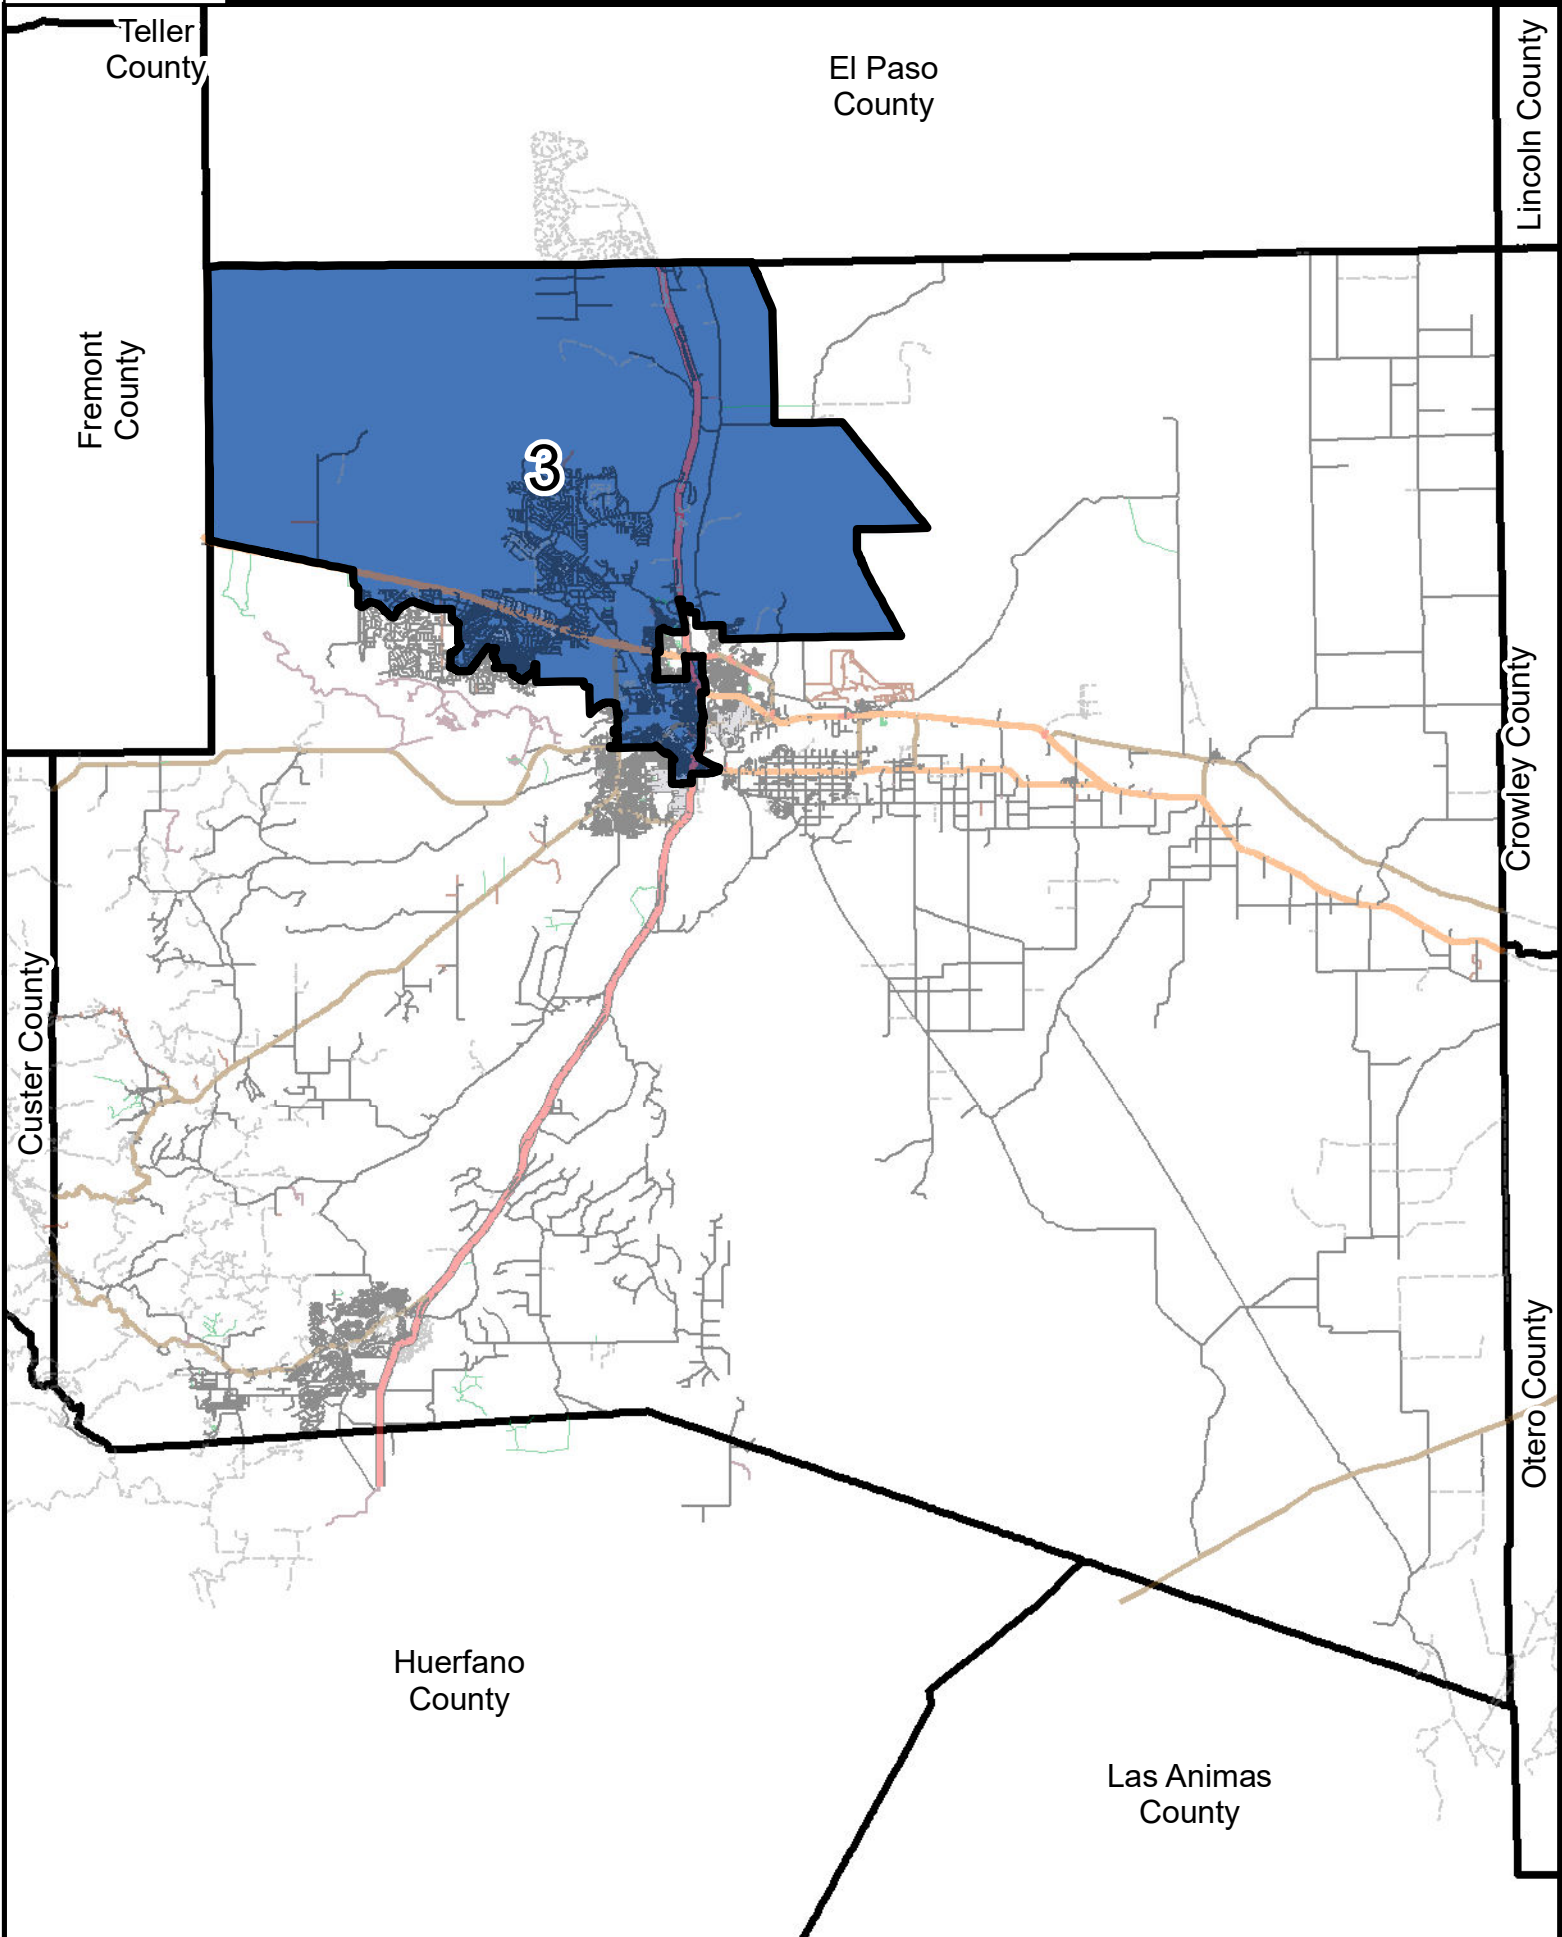 Teller
County
El Paso
County
Lincoln County
Fremont
County
3
Crowley County
Custer County
Otero County
Huerfano
County
Las Animas
County